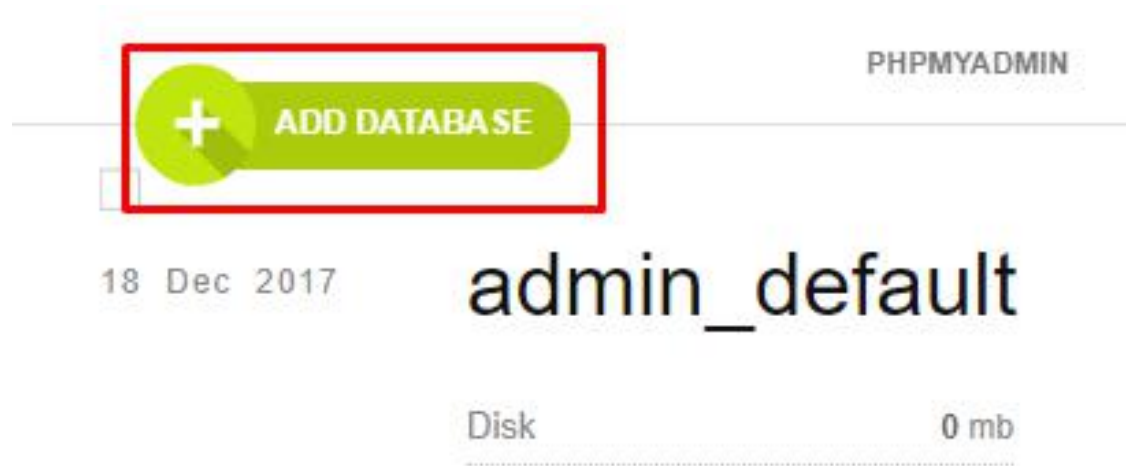 PHPMYADMIN
ADD DATABASE
18 Dec 2017
admin_default
Disk 0 mb